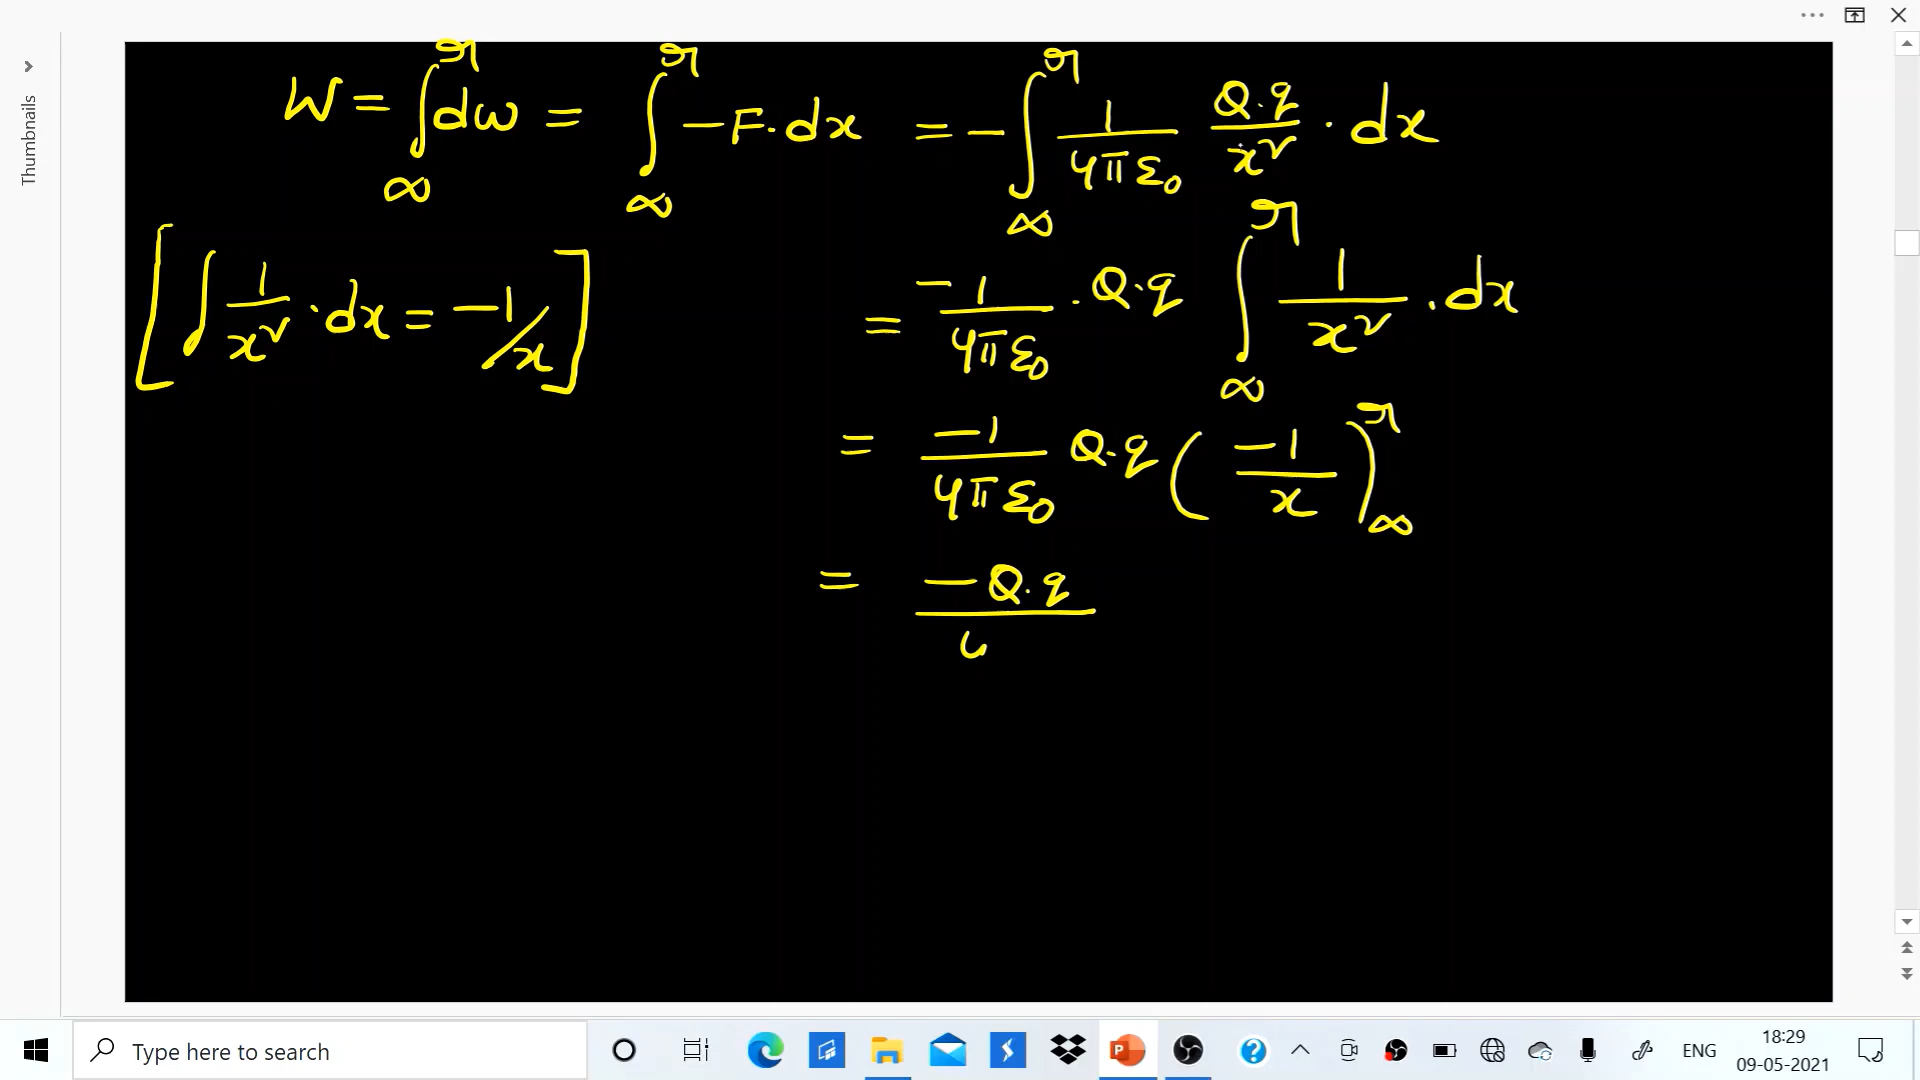 Thumbnails
W = ∫_∞^r dw = ∫_∞^r −F·dx = −∫_∞^r 1/4πε₀ Q.q/x² · dx
[∫ 1/x² · dx = −1/x]
= −1/4πε₀ · Q.q ∫_∞^r 1/x² · dx
= −1/4πε₀ Q.q (−1/x)_∞^r
= −Q.q/
Type here to search
ENG
18:29
09-05-2021